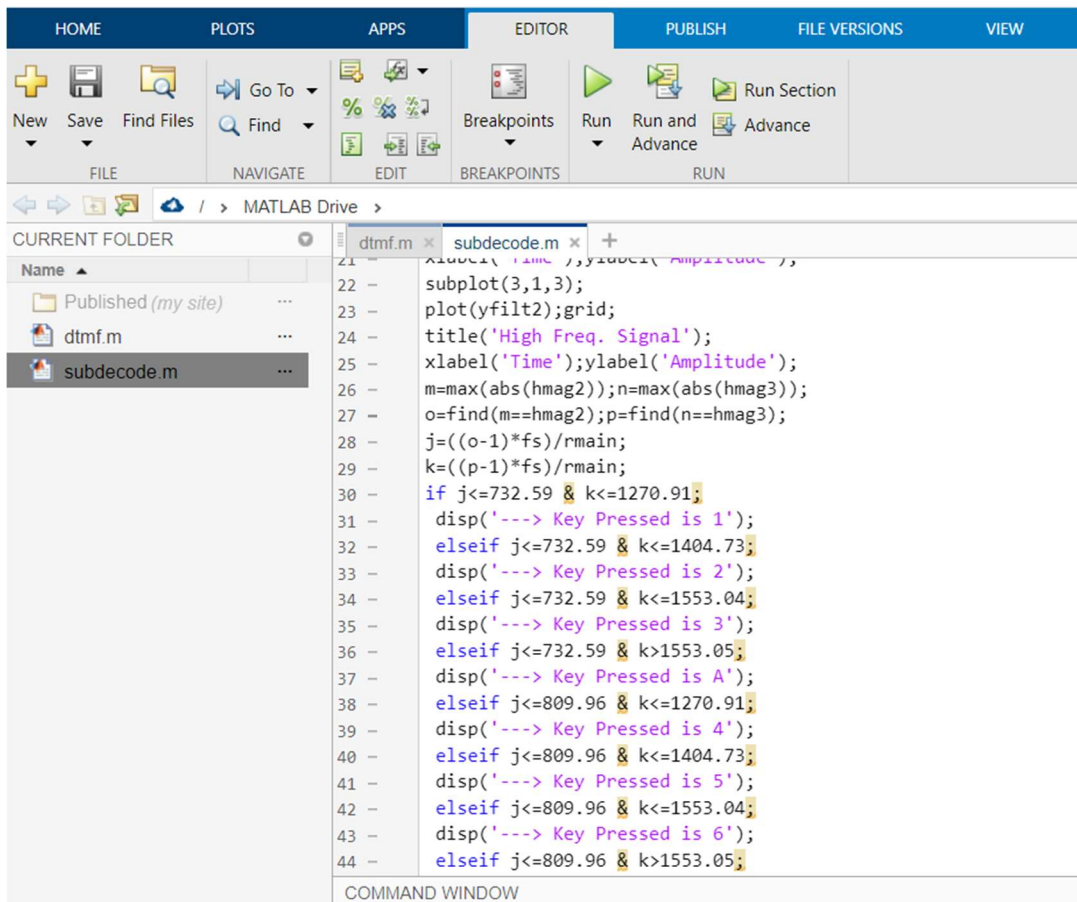 HOME PLOTS APPS EDITOR PUBLISH FILE VERSIONS VIEW
New Save Find Files
Go To
Find
Breakpoints
Run
Run and Advance
Run Section
Advance
FILE NAVIGATE EDIT BREAKPOINTS RUN
/ › MATLAB Drive ›
CURRENT FOLDER
Name
Published (my site) ...
dtmf.m ...
subdecode.m ...
dtmf.m × subdecode.m × +
21 – xlabel('Time');ylabel('Amplitude');
22 – subplot(3,1,3);
23 – plot(yfilt2);grid;
24 – title('High Freq. Signal');
25 – xlabel('Time');ylabel('Amplitude');
26 – m=max(abs(hmag2));n=max(abs(hmag3));
27 – o=find(m==hmag2);p=find(n==hmag3);
28 – j=((o-1)*fs)/rmain;
29 – k=((p-1)*fs)/rmain;
30 – if j<=732.59 & k<=1270.91;
31 – disp('---> Key Pressed is 1');
32 – elseif j<=732.59 & k<=1404.73;
33 – disp('---> Key Pressed is 2');
34 – elseif j<=732.59 & k<=1553.04;
35 – disp('---> Key Pressed is 3');
36 – elseif j<=732.59 & k>1553.05;
37 – disp('---> Key Pressed is A');
38 – elseif j<=809.96 & k<=1270.91;
39 – disp('---> Key Pressed is 4');
40 – elseif j<=809.96 & k<=1404.73;
41 – disp('---> Key Pressed is 5');
42 – elseif j<=809.96 & k<=1553.04;
43 – disp('---> Key Pressed is 6');
44 – elseif j<=809.96 & k>1553.05;
COMMAND WINDOW